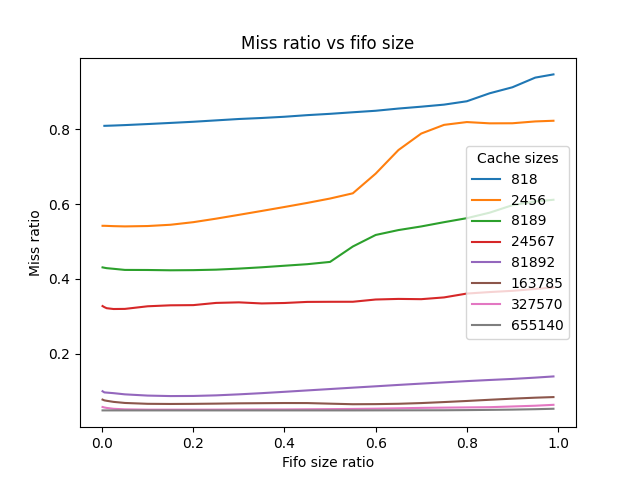 Miss ratio vs fifo size
Miss ratio
0.8
0.6
0.4
0.2
Cache sizes
818
2456
8189
24567
81892
163785
327570
655140
0.0 0.2 0.4 0.6 0.8 1.0
Fifo size ratio